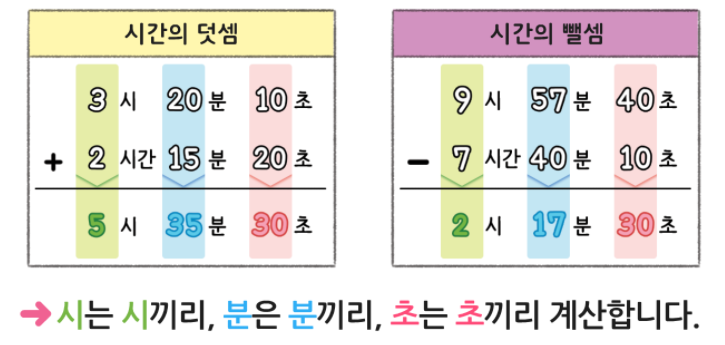 시간의 덧셈
3 시 20 분 10 초
+ 2 시간 15 분 20 초
5 시 35 분 30 초
시간의 뺄셈
9 시 57 분 40 초
- 7 시간 40 분 10 초
2 시 17 분 30 초
→ 시는 시끼리, 분은 분끼리, 초는 초끼리 계산합니다.